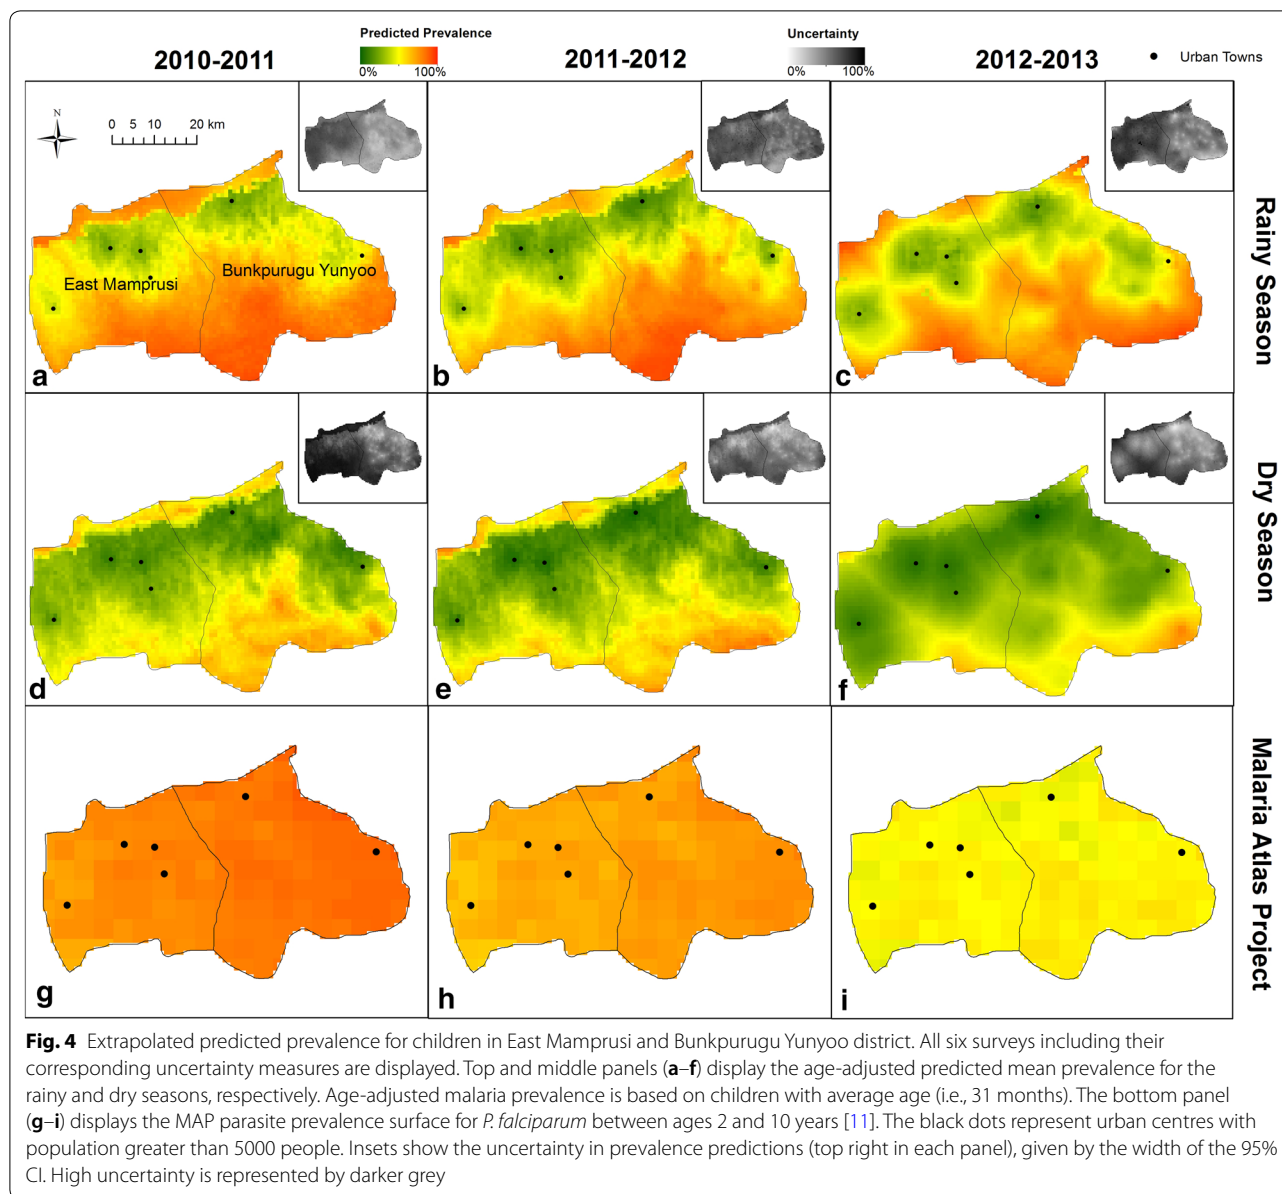 Predicted Prevalence
0% 100%
Uncertainty
0% 100%
Urban Towns
2010-2011 2011-2012 2012-2013
N
0 5 10 20 km
East Mamprusi
Bunkpurugu Yunyoo
a b c
Rainy Season
d e f
Dry Season
g h i
Malaria Atlas Project
Fig. 4 Extrapolated predicted prevalence for children in East Mamprusi and Bunkpurugu Yunyoo district. All six surveys including their
corresponding uncertainty measures are displayed. Top and middle panels (a–f) display the age-adjusted predicted mean prevalence for the
rainy and dry seasons, respectively. Age-adjusted malaria prevalence is based on children with average age (i.e., 31 months). The bottom panel
(g–i) displays the MAP parasite prevalence surface for P. falciparum between ages 2 and 10 years [11]. The black dots represent urban centres with
population greater than 5000 people. Insets show the uncertainty in prevalence predictions (top right in each panel), given by the width of the 95%
CI. High uncertainty is represented by darker grey